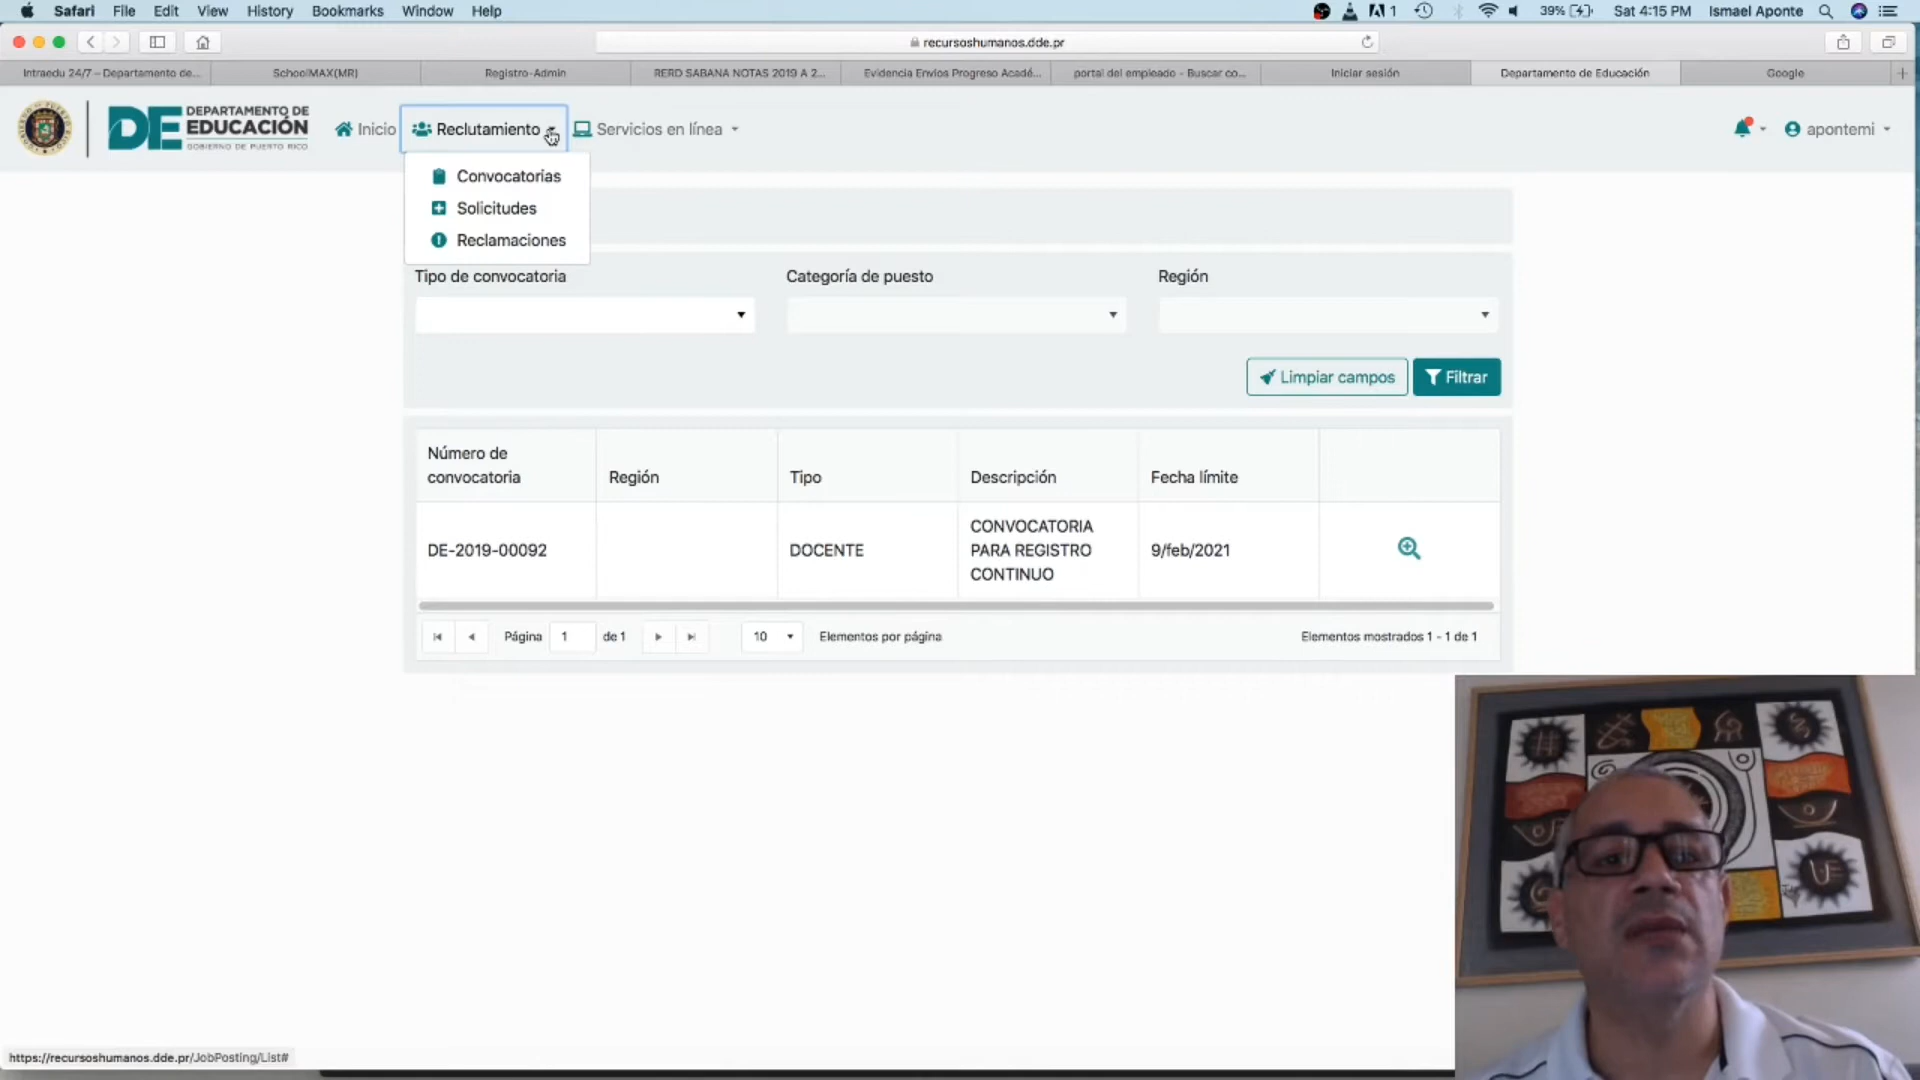 Safari File Edit View History Bookmarks Window Help
1 39% Sat 4:15 PM Ismael Aponte
recursoshumanos.dde.pr
Intraedu 24/7 – Departamento de... SchoolMAX(MR) Registro-Admin RERD SABANA NOTAS 2019 A 2... Evidencia Envíos Progreso Acadé... portal del empleado - Buscar co... Iniciar sesión Departamento de Educación Google
DE DEPARTAMENTO DE
EDUCACIÓN
GOBIERNO DE PUERTO RICO
Inicio Reclutamiento Servicios en línea apontemi
Convocatorias
Solicitudes
Reclamaciones
Tipo de convocatoria Categoría de puesto Región
Limpiar campos Filtrar
Número de
convocatoria Región Tipo Descripción Fecha límite
DE-2019-00092 DOCENTE CONVOCATORIA
PARA REGISTRO
CONTINUO 9/feb/2021
Página 1 de 1 10 Elementos por página Elementos mostrados 1 - 1 de 1
https://recursoshumanos.dde.pr/JobPosting/List#